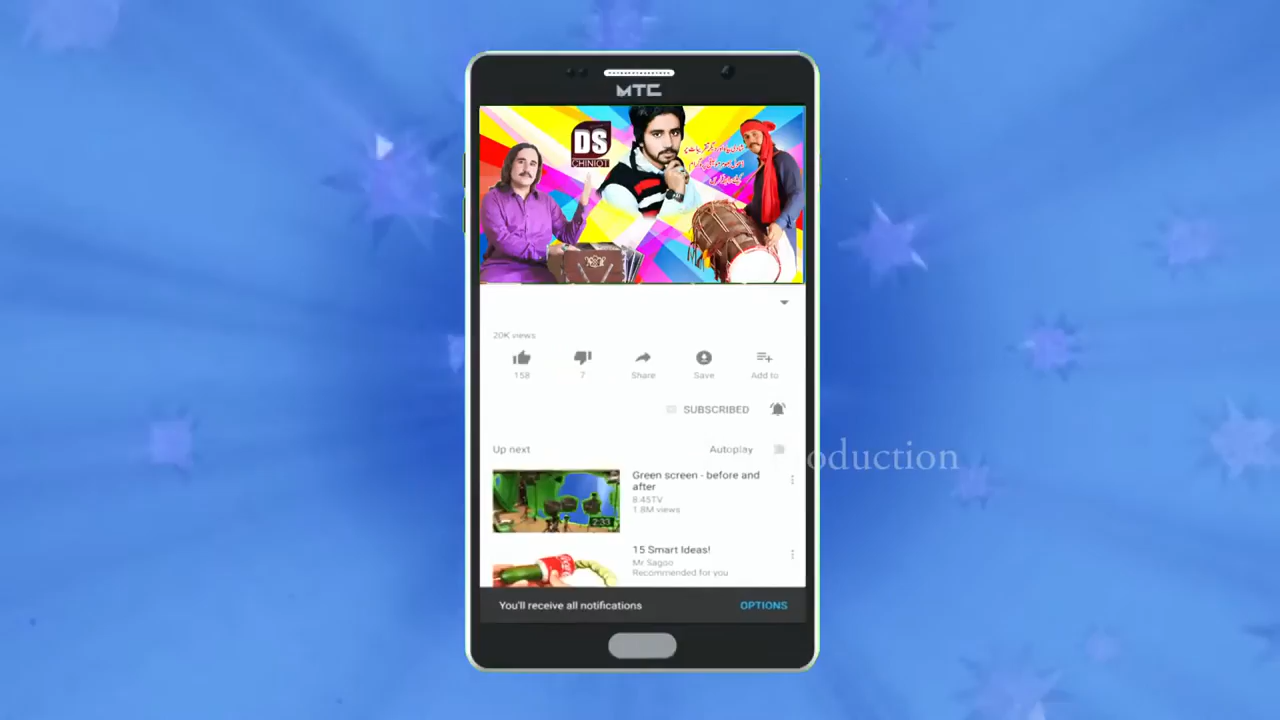 MTC
DS
CHINIOT
20K views
158
7
Share
Save
Add to
SUBSCRIBED
Up next
Autoplay
oduction
Green screen - before and
after
8.45TV
1.8M views
2:33
15 Smart Ideas!
Mr Sagoo
Recommended for you
You'll receive all notifications
OPTIONS